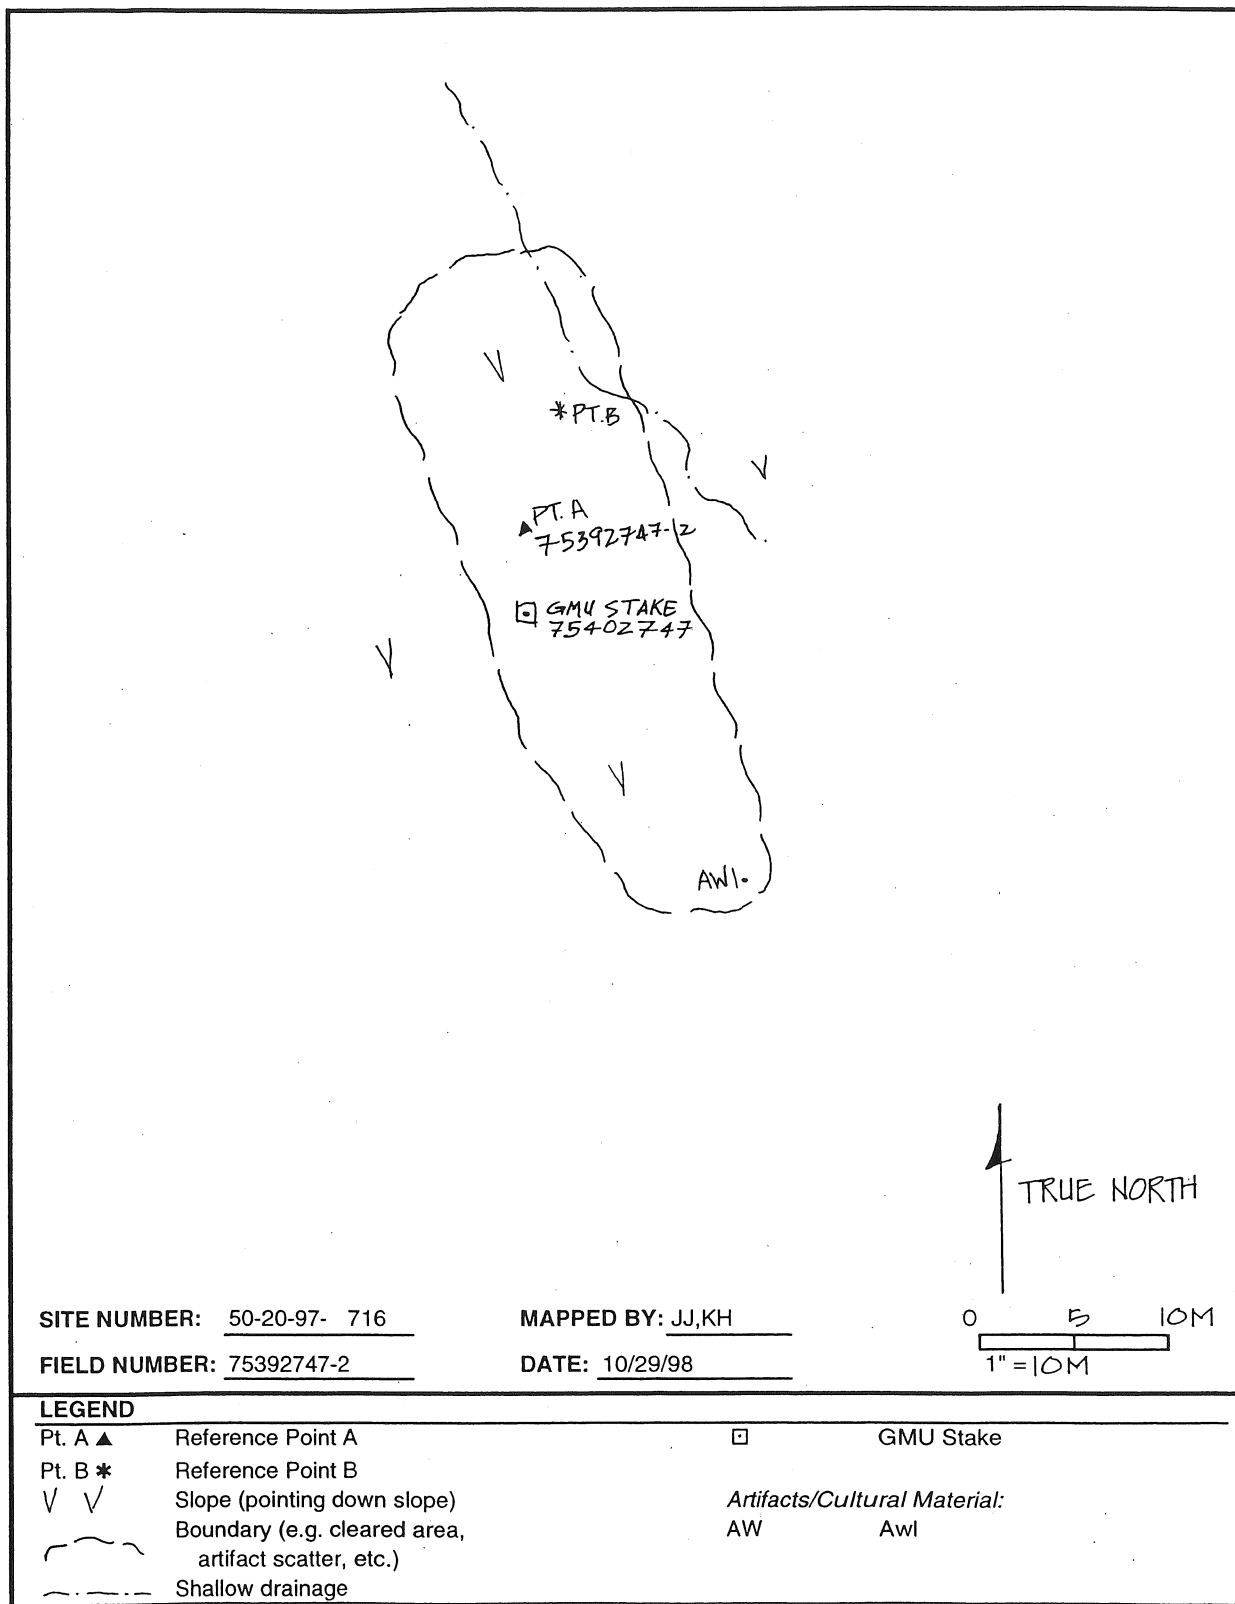 *PT.B
PT. A
75392747-12
GMU STAKE
75402747
AW1.
TRUE NORTH
SITE NUMBER: 50-20-97- 716
MAPPED BY: JJ,KH
0 5 10M
FIELD NUMBER: 75392747-2
DATE: 10/29/98
1" = 10M
LEGEND
Pt. A ▲ Reference Point A
GMU Stake
Pt. B * Reference Point B
V V Slope (pointing down slope)
Artifacts/Cultural Material:
Boundary (e.g. cleared area,
AW Awl
artifact scatter, etc.)
Shallow drainage